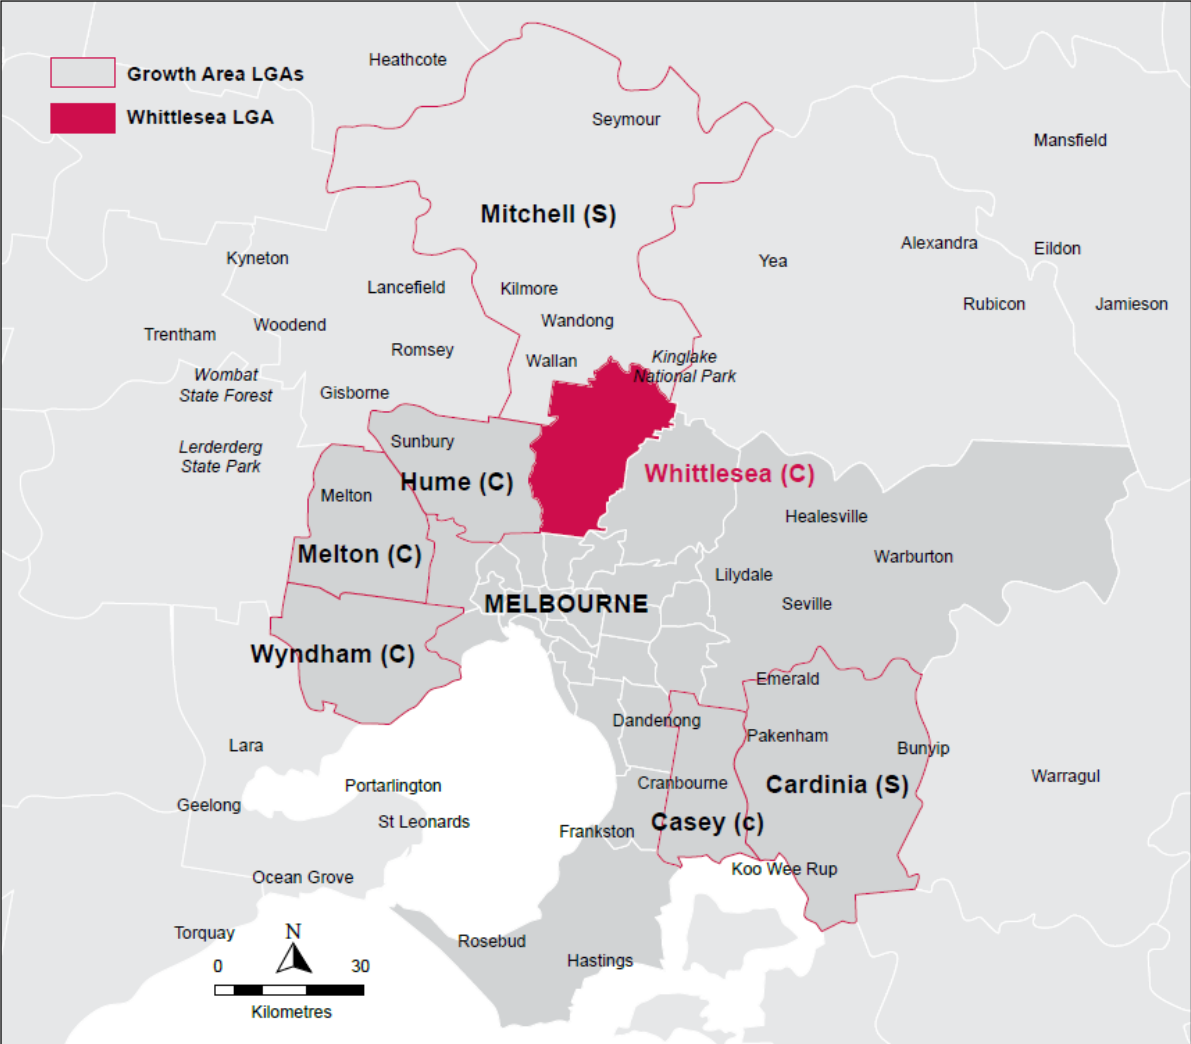 Heathcote
Growth Area LGAs
Whittlesea LGA
Seymour
Mansfield
Mitchell (S)
Alexandra
Eildon
Kyneton
Yea
Lancefield
Kilmore
Rubicon
Jamieson
Wandong
Woodend
Trentham
Romsey
Wallan
Kinglake
National Park
Wombat
State Forest
Gisborne
Sunbury
Lerderderg
State Park
Whittlesea (C)
Hume (C)
Melton
Healesville
Melton (C)
Warburton
Lilydale
MELBOURNE
Seville
Wyndham (C)
Emerald
Dandenong
Pakenham
Lara
Bunyip
Warragul
Portarlington
Cranbourne
Cardinia (S)
Geelong
St Leonards
Frankston
Casey (c)
Koo Wee Rup
Ocean Grove
Torquay
N
Rosebud
Hastings
0 30
Kilometres